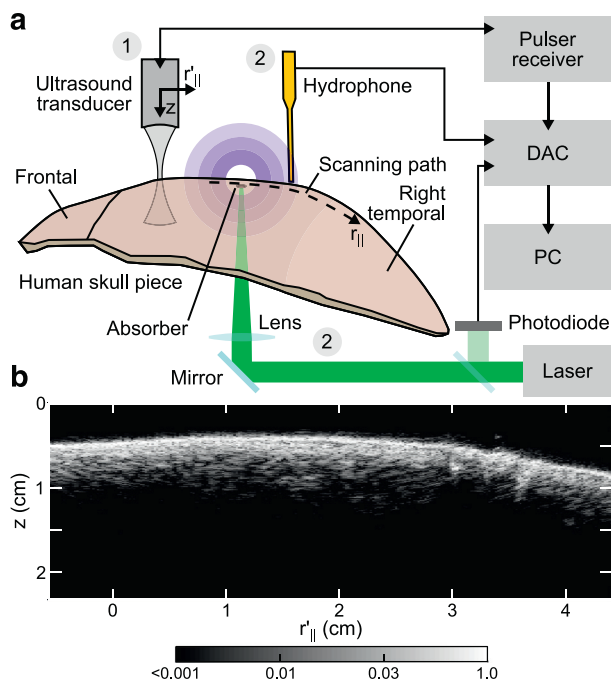 a
1
Ultrasound
transducer
r'||
z
2
Hydrophone
Pulser
receiver
DAC
PC
Scanning path
Right
temporal
r||
Frontal
Human skull piece
Absorber
Lens
2
Mirror
Photodiode
Laser
b
0
1
2
z (cm)
0 1 2 3 4
r'|| (cm)
<0.001 0.01 0.03 1.0